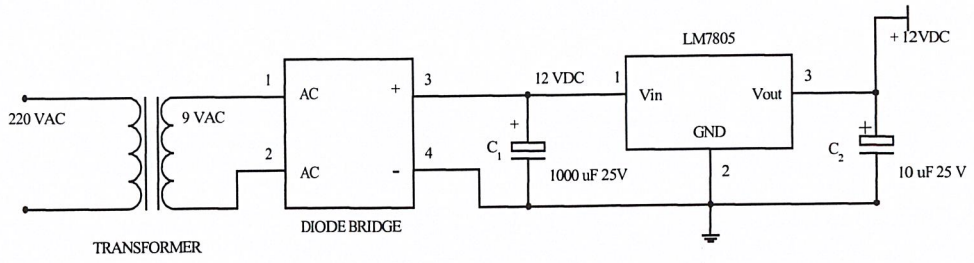 LM7805
+ 12VDC
1
3
12 VDC
1
3
AC
+
Vin
Vout
220 VAC
9 VAC
GND
+
+
2
4
C1
C2
AC
-
1000 uF 25V
2
10 uF 25 V
DIODE BRIDGE
TRANSFORMER